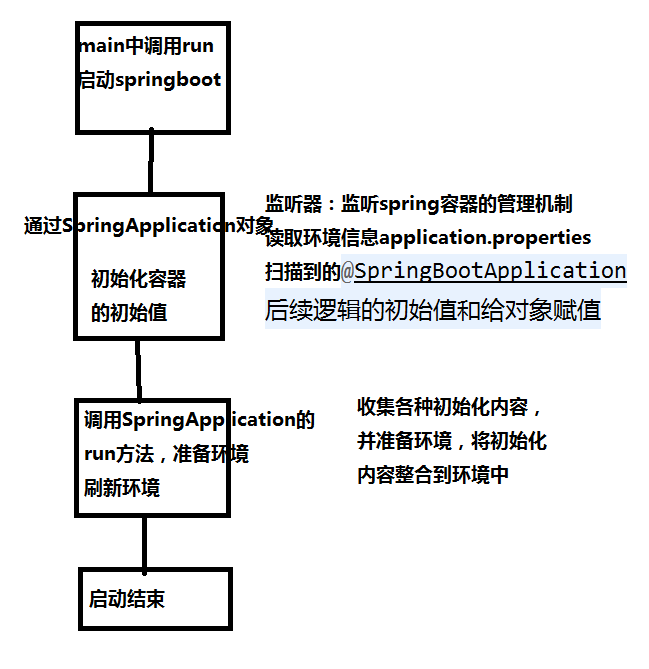 main中调用run
启动springboot
通过SpringApplication对象
初始化容器
的初始值
监听器：监听spring容器的管理机制
读取环境信息application.properties
扫描到的@SpringBootApplication
后续逻辑的初始值和给对象赋值
调用SpringApplication的
run方法，准备环境
刷新环境
收集各种初始化内容，
并准备环境，将初始化
内容整合到环境中
启动结束